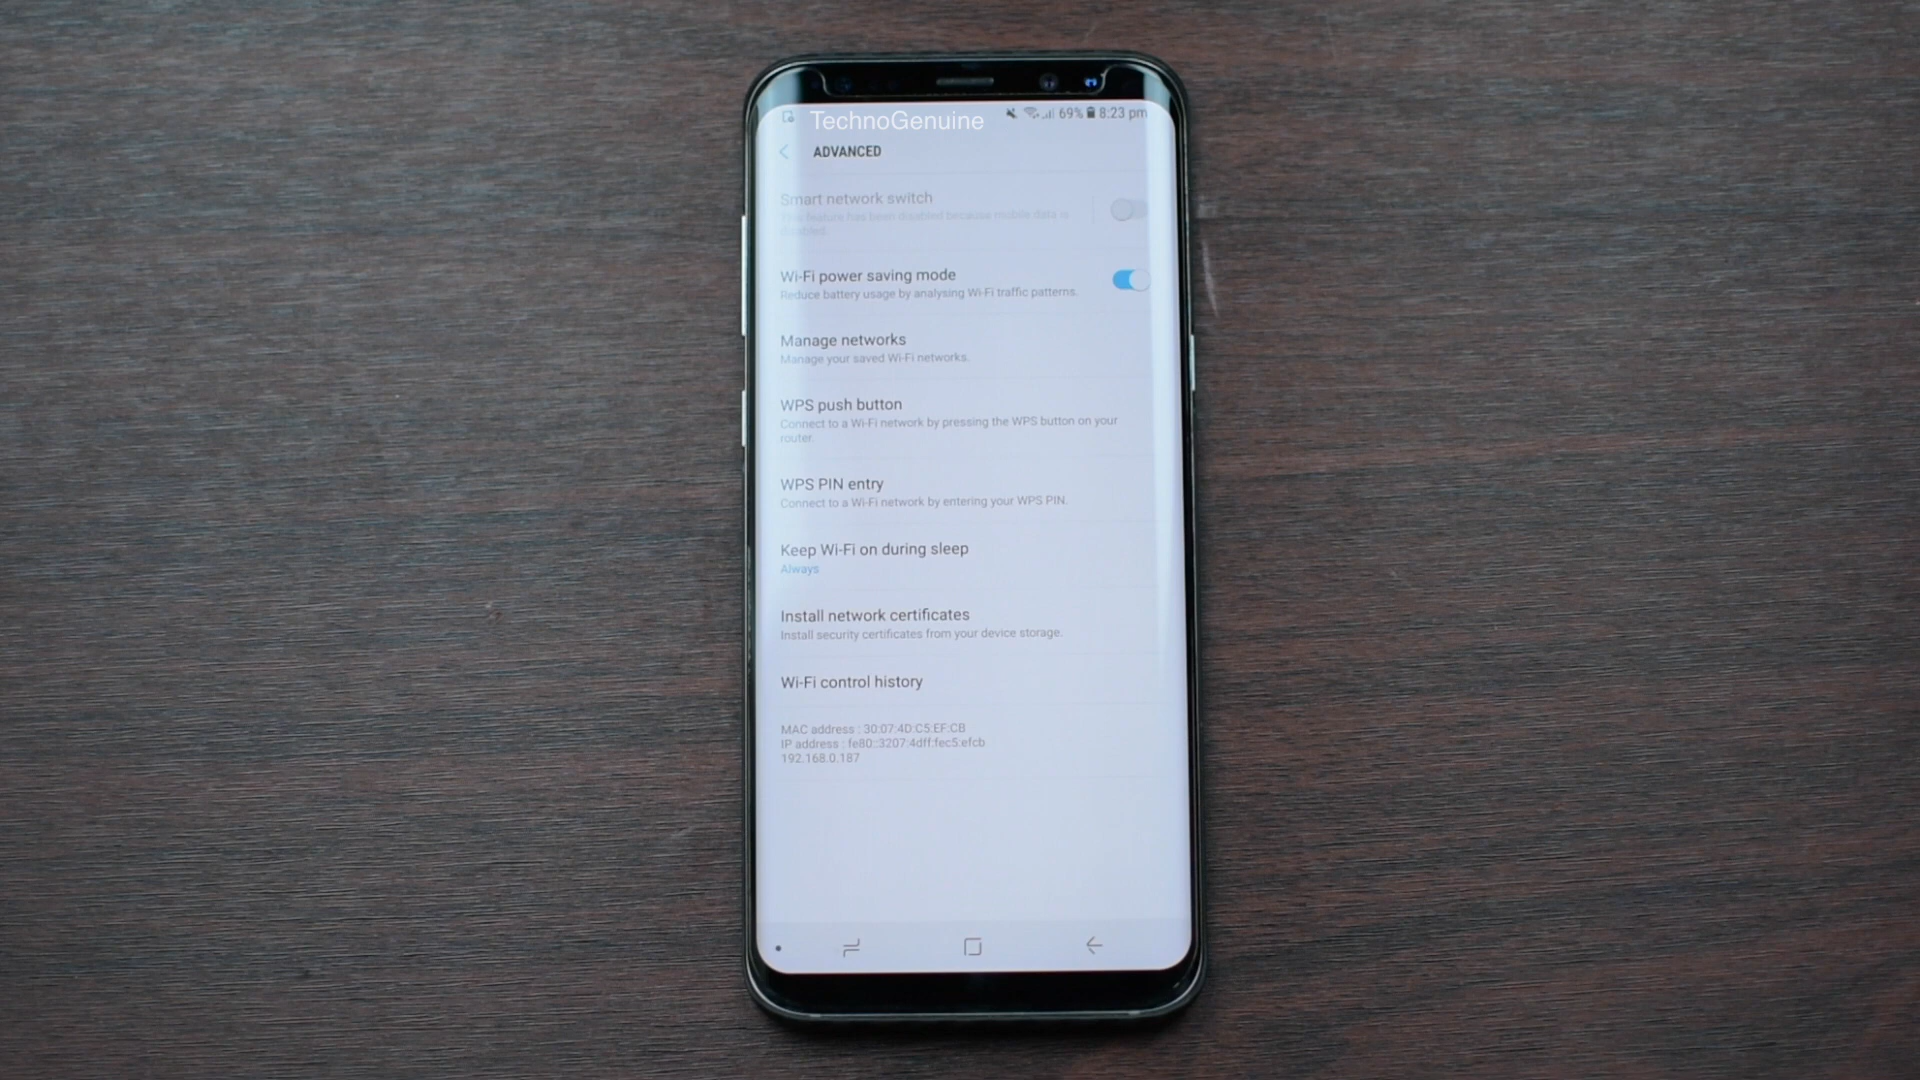 TechnoGenuine
69% 8:23 pm
ADVANCED
Smart network switch
This feature has been disabled because mobile data is
disabled.
Wi-Fi power saving mode
Reduce battery usage by analysing Wi-Fi traffic patterns.
Manage networks
Manage your saved Wi-Fi networks.
WPS push button
Connect to a Wi-Fi network by pressing the WPS button on your
router.
WPS PIN entry
Connect to a Wi-Fi network by entering your WPS PIN.
Keep Wi-Fi on during sleep
Always
Install network certificates
Install security certificates from your device storage.
Wi-Fi control history
MAC address : 30:07:4D:C5:EF:CB
IP address : fe80::3207:4dff:fec5:efcb
192.168.0.187